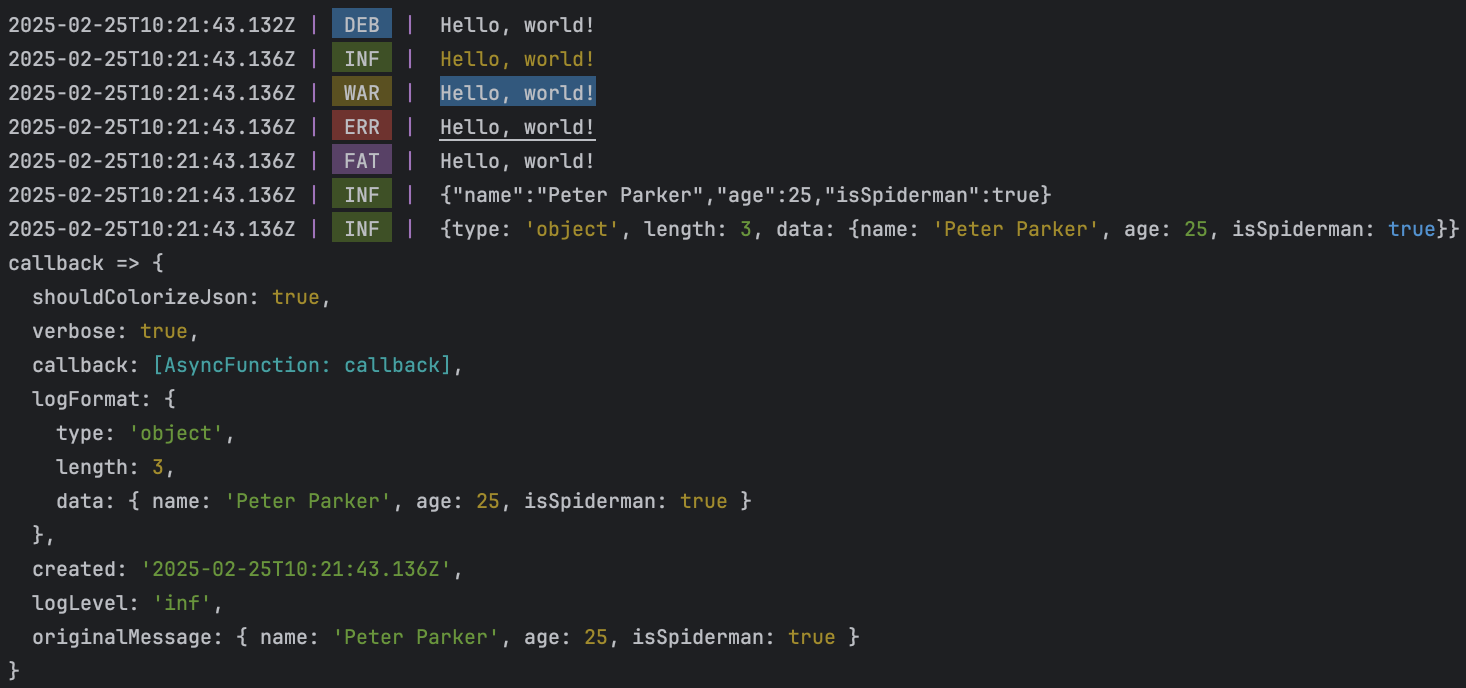 2025-02-25T10:21:43.132Z | DEB | Hello, world!
2025-02-25T10:21:43.136Z | INF | Hello, world!
2025-02-25T10:21:43.136Z | WAR | Hello, world!
2025-02-25T10:21:43.136Z | ERR | Hello, world!
2025-02-25T10:21:43.136Z | FAT | Hello, world!
2025-02-25T10:21:43.136Z | INF | {"name":"Peter Parker","age":25,"isSpiderman":true}
2025-02-25T10:21:43.136Z | INF | {type: 'object', length: 3, data: {name: 'Peter Parker', age: 25, isSpiderman: true}}
callback => {
  shouldColorizeJson: true,
  verbose: true,
  callback: [AsyncFunction: callback],
  logFormat: {
    type: 'object',
    length: 3,
    data: { name: 'Peter Parker', age: 25, isSpiderman: true }
  },
  created: '2025-02-25T10:21:43.136Z',
  logLevel: 'inf',
  originalMessage: { name: 'Peter Parker', age: 25, isSpiderman: true }
}